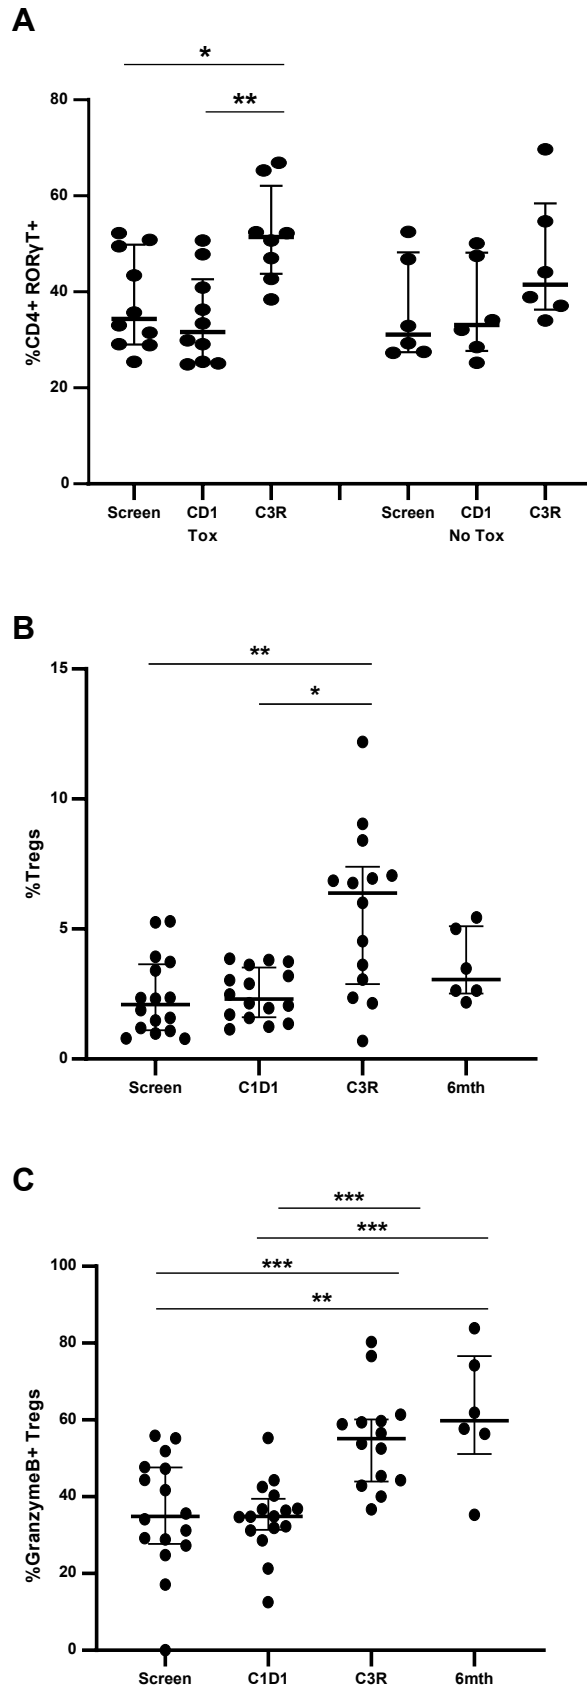 A
*
**
80
60
40
20
0
%CD4+ RORγT+
Screen CD1 C3R Screen CD1 C3R
Tox No Tox
B
**
*
15
10
5
0
%Tregs
Screen C1D1 C3R 6mth
C
***
***
***
**
100
80
60
40
20
0
%GranzymeB+ Tregs
Screen C1D1 C3R 6mth